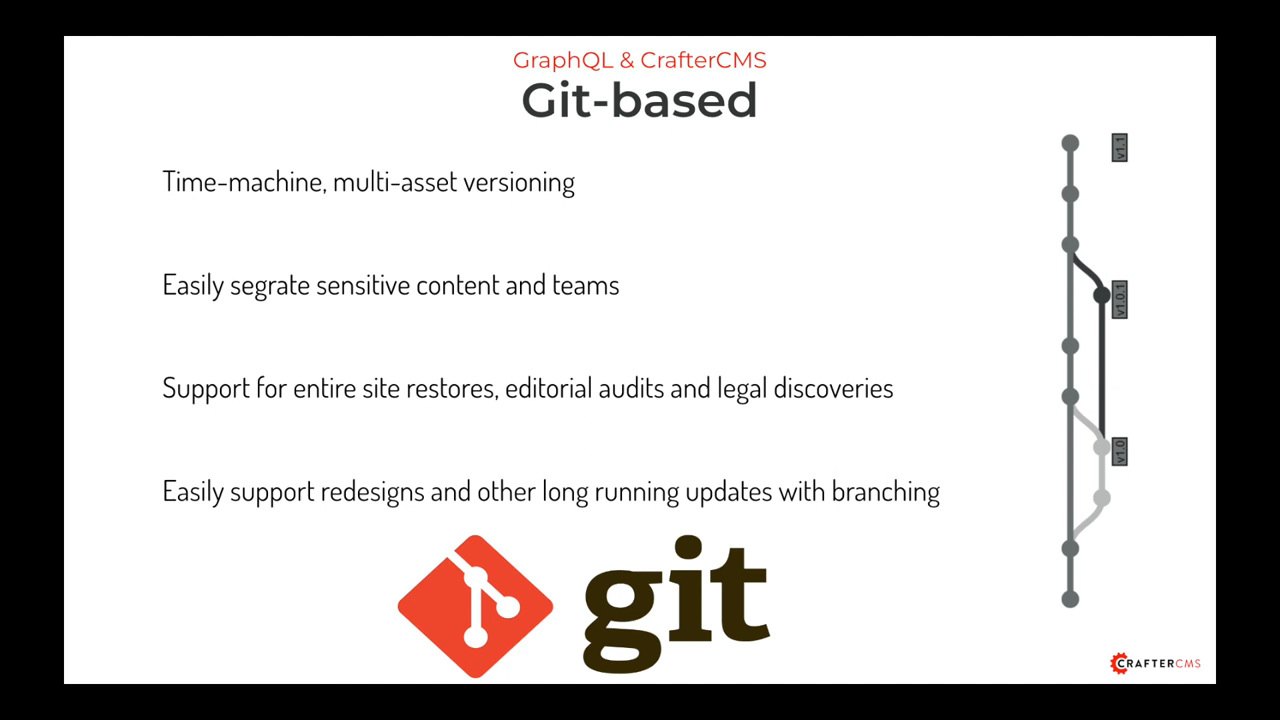 GraphQL & CrafterCMS
Git-based
Time-machine, multi-asset versioning
Easily segrate sensitive content and teams
Support for entire site restores, editorial audits and legal discoveries
Easily support redesigns and other long running updates with branching
v1.1
v1.0.1
v1.0
git
CRAFTERCMS